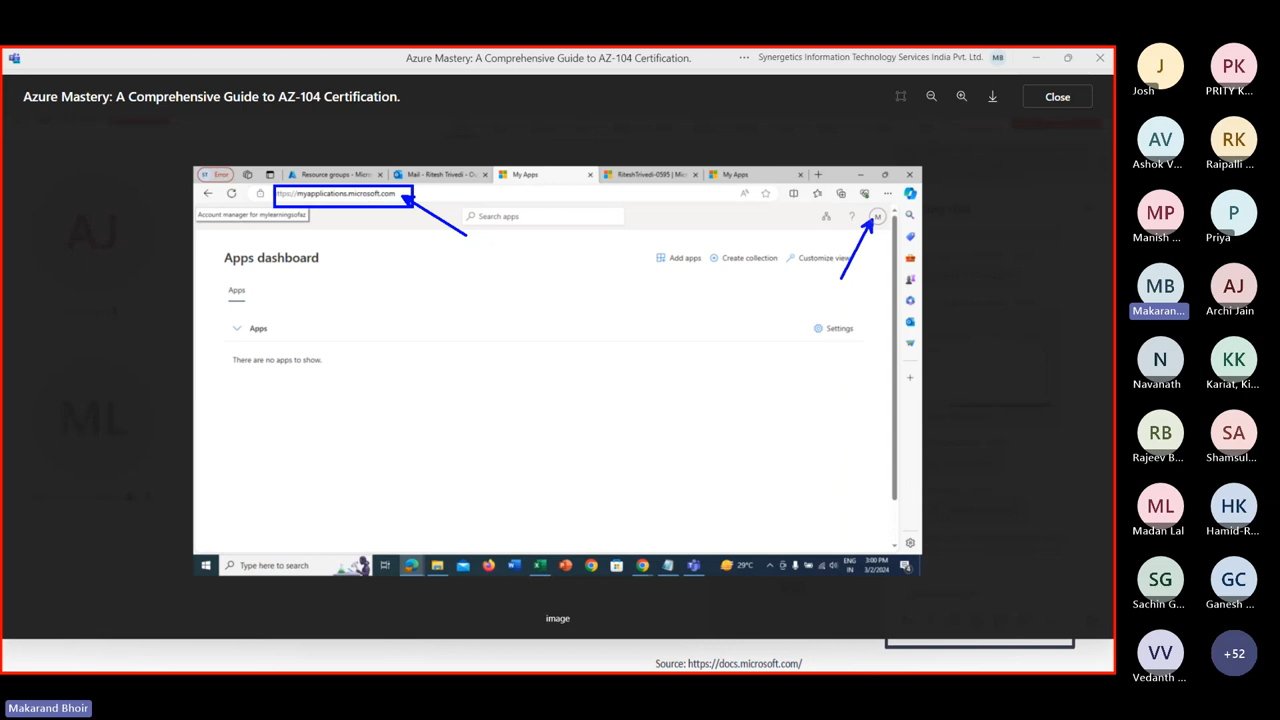 Azure Mastery: A Comprehensive Guide to AZ-104 Certification.
Synergetics Information Technology Services India Pvt. Ltd.
MB
Azure Mastery: A Comprehensive Guide to AZ-104 Certification.
Close
ST Error
Resource groups - Micro
Mail - Ritesh Trivedi - O
My Apps
RiteshTrivedi-0595 | Mic
My Apps
ttps://myapplications.microsoft.com
Account manager for mylearningsofaz
Search apps
M
Apps dashboard
Add apps
Create collection
Customize view
Apps
Apps
Settings
There are no apps to show.
Type here to search
29°C
ENG
IN
3:00 PM
3/2/2024
image
Source: https://docs.microsoft.com/
Makarand Bhoir
J
Josh
PK
PRITY K...
AV
Ashok V...
RK
Raipalli ...
MP
Manish ...
P
Priya
MB
Makaran...
AJ
Archi Jain
N
Navanath
KK
Kariat, Ki...
RB
Rajeev B...
SA
Shamsul...
ML
Madan Lal
HK
Hamid-R...
SG
Sachin G...
GC
Ganesh ...
VV
Vedanth ...
+52
AJ
ML